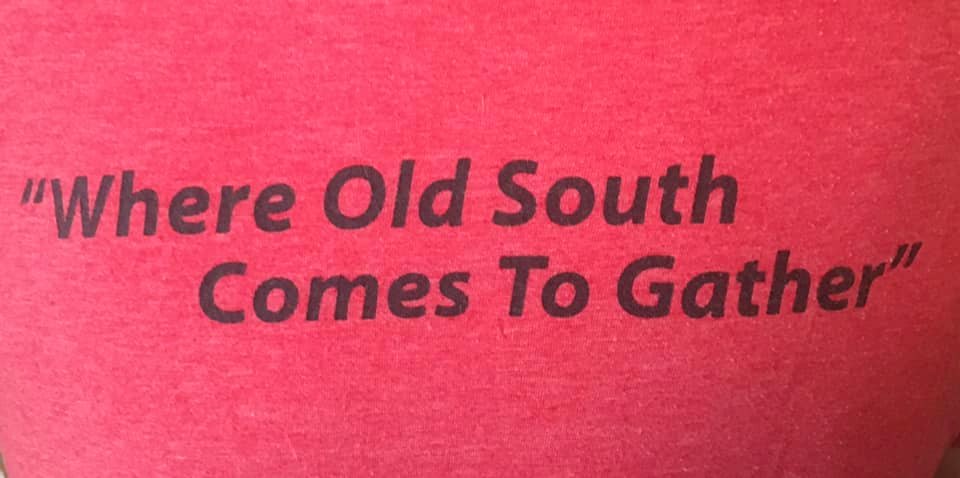 “Where Old South
Comes To Gather”